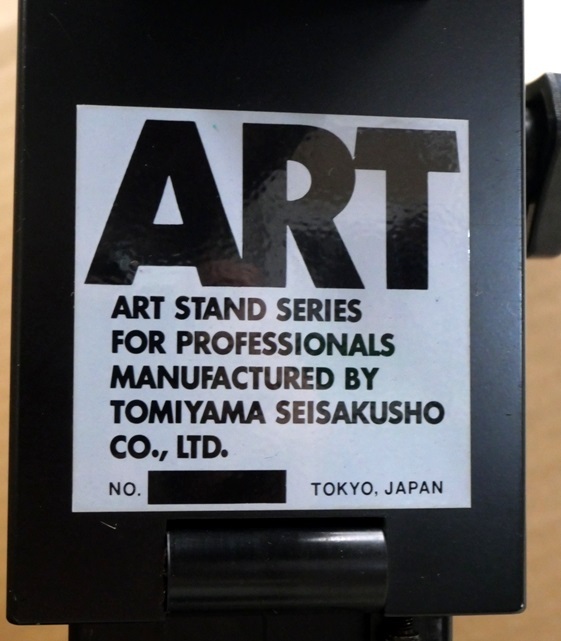 ART
ART STAND SERIES
FOR PROFESSIONALS
MANUFACTURED BY
TOMIYAMA SEISAKUSHO
CO., LTD.
NO. TOKYO, JAPAN